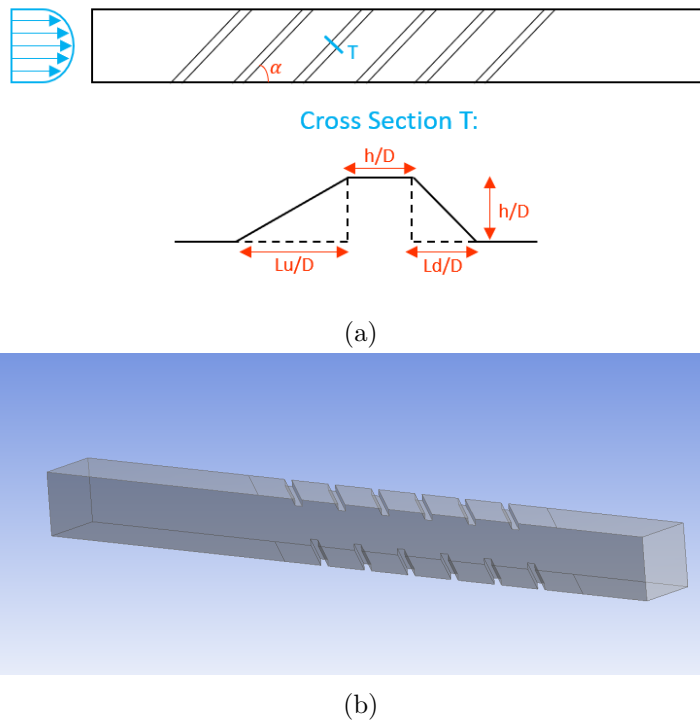 T
α
Cross Section T:
h/D
h/D
Lu/D
Ld/D
(a)
(b)